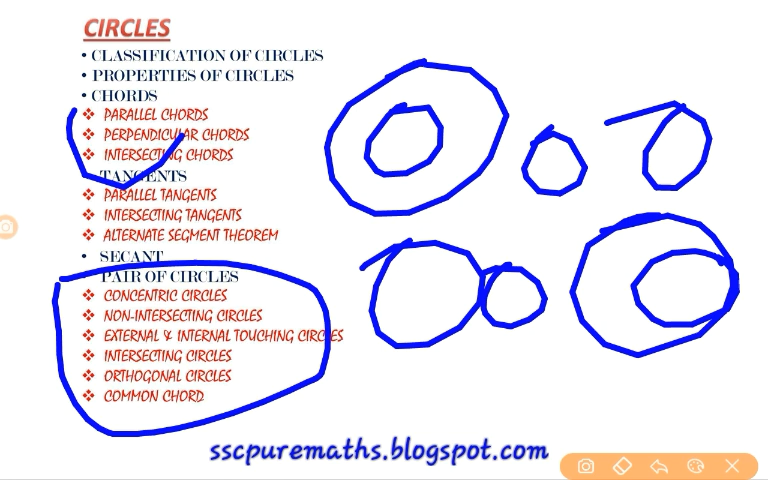 CIRCLES
• CLASSIFICATION OF CIRCLES
• PROPERTIES OF CIRCLES
• CHORDS
❖ PARALLEL CHORDS
❖ PERPENDICULAR CHORDS
❖ INTERSECTING CHORDS
TANGENTS
❖ PARALLEL TANGENTS
❖ INTERSECTING TANGENTS
❖ ALTERNATE SEGMENT THEOREM
• SECANT
PAIR OF CIRCLES
❖ CONCENTRIC CIRCLES
❖ NON-INTERSECTING CIRCLES
❖ EXTERNAL & INTERNAL TOUCHING CIRCLES
❖ INTERSECTING CIRCLES
❖ ORTHOGONAL CIRCLES
❖ COMMON CHORD
sscpuremaths.blogspot.com